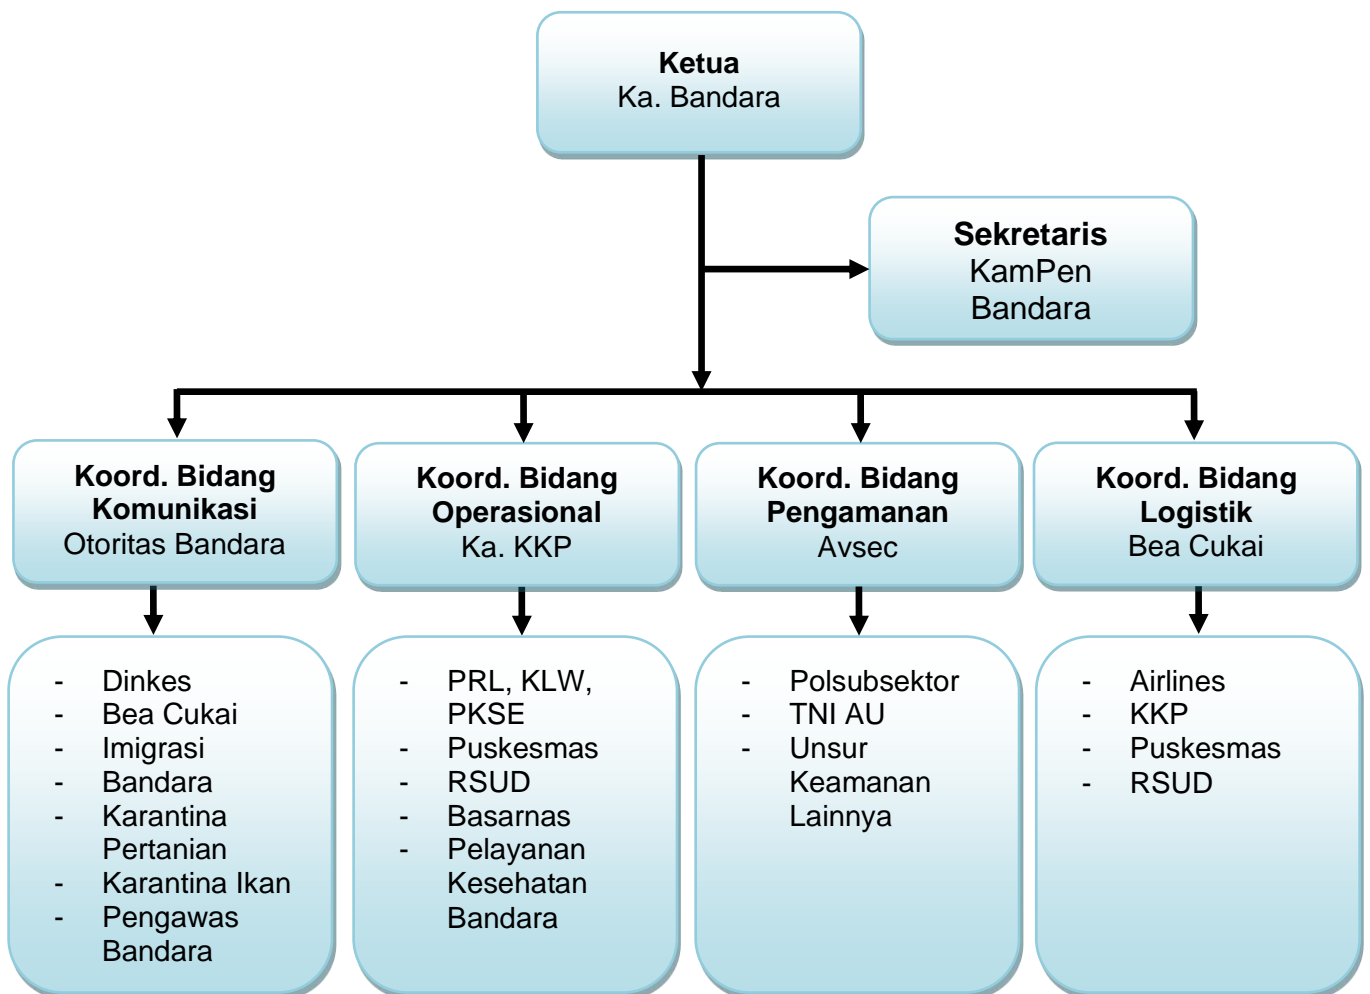 Ketua
Ka. Bandara
Sekretaris
KamPen
Bandara
Koord. Bidang
Komunikasi
Otoritas Bandara
Koord. Bidang
Operasional
Ka. KKP
Koord. Bidang
Pengamanan
Avsec
Koord. Bidang
Logistik
Bea Cukai
- Dinkes
- Bea Cukai
- Imigrasi
- Bandara
- Karantina
Pertanian
- Karantina Ikan
- Pengawas
Bandara
- PRL, KLW,
PKSE
- Puskesmas
- RSUD
- Basarnas
- Pelayanan
Kesehatan
Bandara
- Polsubsektor
- TNI AU
- Unsur
Keamanan
Lainnya
- Airlines
- KKP
- Puskesmas
- RSUD